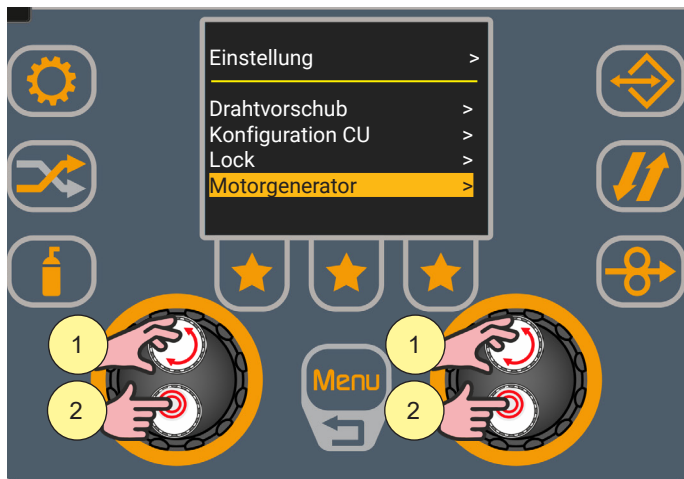 Einstellung >
Drahtvorschub >
Konfiguration CU >
Lock >
Motorgenerator >
1
1
2
2
Menu